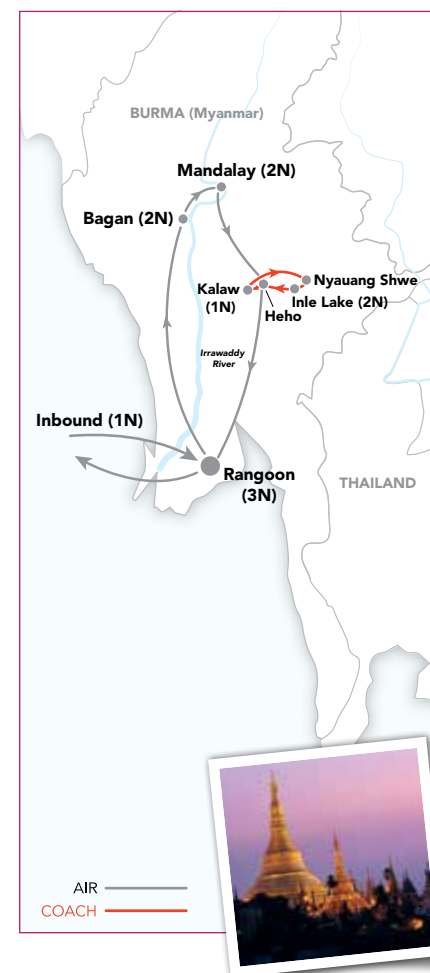 BURMA (Myanmar)
Mandalay (2N)
Bagan (2N)
Nyauang Shwe
Kalaw
(1N)
Inle Lake (2N)
Heho
Irrawaddy
River
Inbound (1N)
Rangoon
(3N)
THAILAND
AIR
COACH